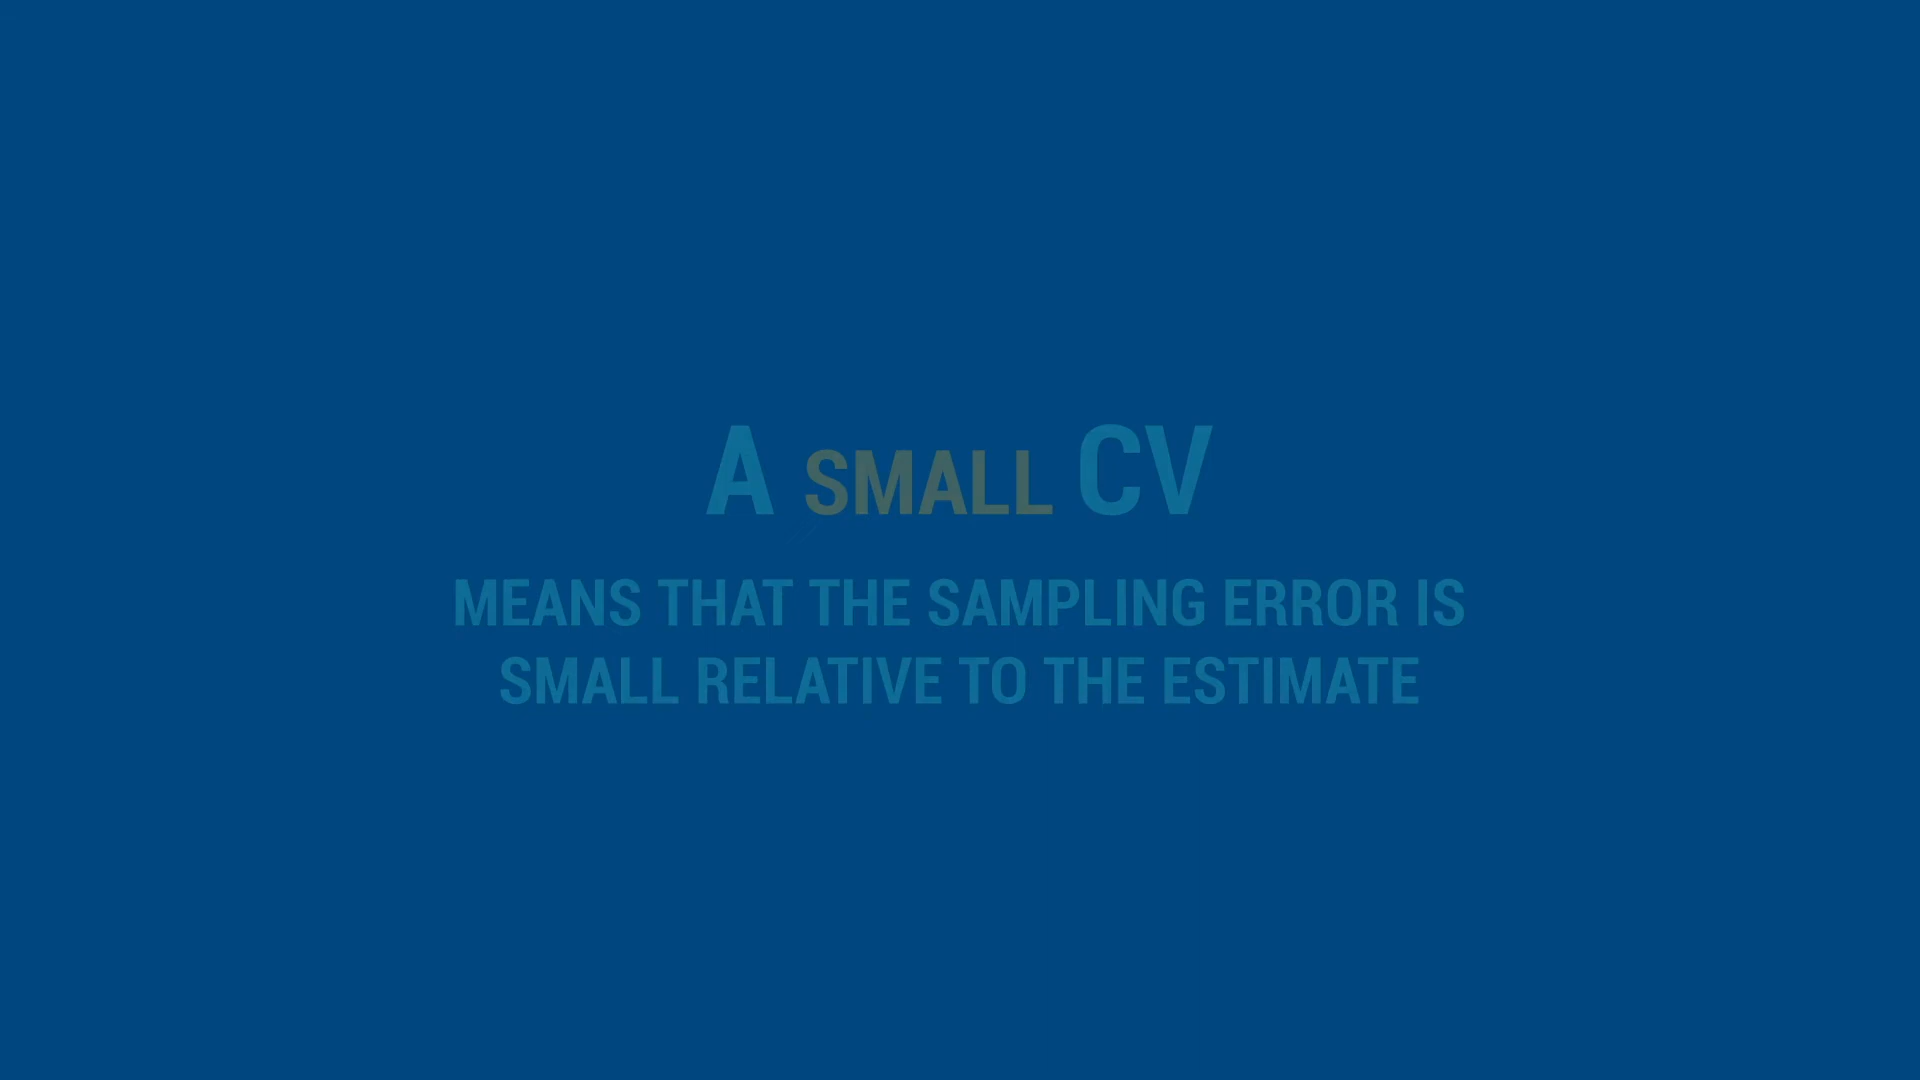 A SMALL CV
MEANS THAT THE SAMPLING ERROR IS
SMALL RELATIVE TO THE ESTIMATE